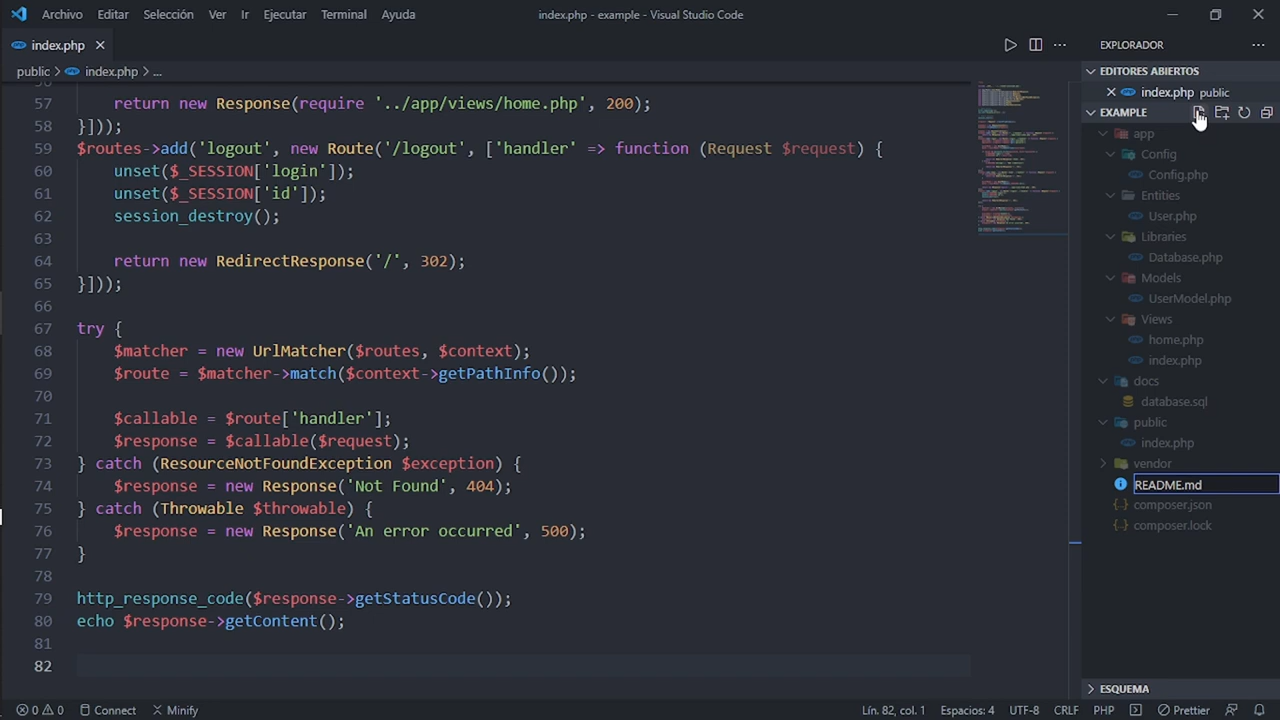 Archivo Editar Selección Ver Ir Ejecutar Terminal Ayuda index.php - example - Visual Studio Code
index.php
public > index.php > ...
57 return new Response(require '../app/views/home.php', 200);
58 }]));
59 $routes->add('logout', new Route('/logout', ['handler' => function (Request $request) {
60 unset($_SESSION['login']);
61 unset($_SESSION['id']);
62 session_destroy();
63
64 return new RedirectResponse('/', 302);
65 }]));
66
67 try {
68 $matcher = new UrlMatcher($routes, $context);
69 $route = $matcher->match($context->getPathInfo());
70
71 $callable = $route['handler'];
72 $response = $callable($request);
73 } catch (ResourceNotFoundException $exception) {
74 $response = new Response('Not Found', 404);
75 } catch (Throwable $throwable) {
76 $response = new Response('An error occurred', 500);
77 }
78
79 http_response_code($response->getStatusCode());
80 echo $response->getContent();
81
82
EXPLORADOR
EDITORES ABIERTOS
index.php public
EXAMPLE
app
Config
Config.php
Entities
User.php
Libraries
Database.php
Models
UserModel.php
Views
home.php
index.php
docs
database.sql
public
index.php
vendor
README.md
composer.json
composer.lock
ESQUEMA
0 0 Connect Minify Lín. 82, col. 1 Espacios: 4 UTF-8 CRLF PHP Prettier